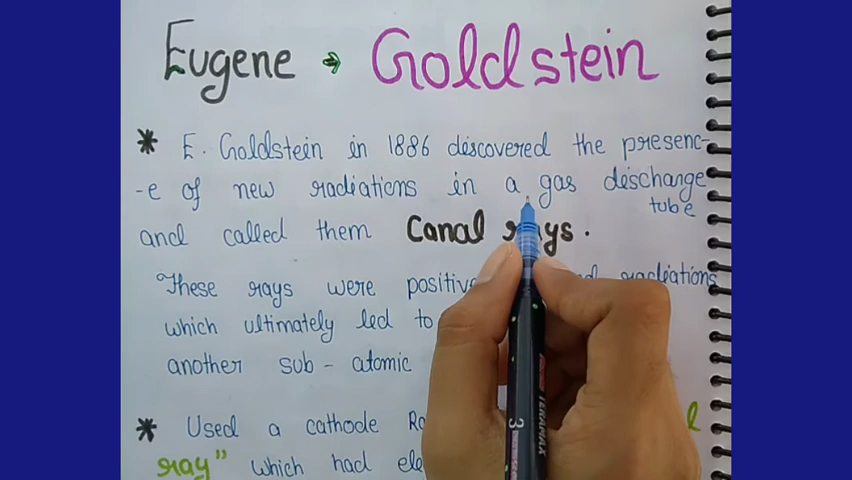 Eugene → Goldstein
* E. Goldstein in 1886 discovered the presenc-
-e of new radiations in a gas discharge
tube
and called them Canal rays.
These rays were radiations
which ultimately led to
another sub-atomic
* Used a cathode
ray" which had